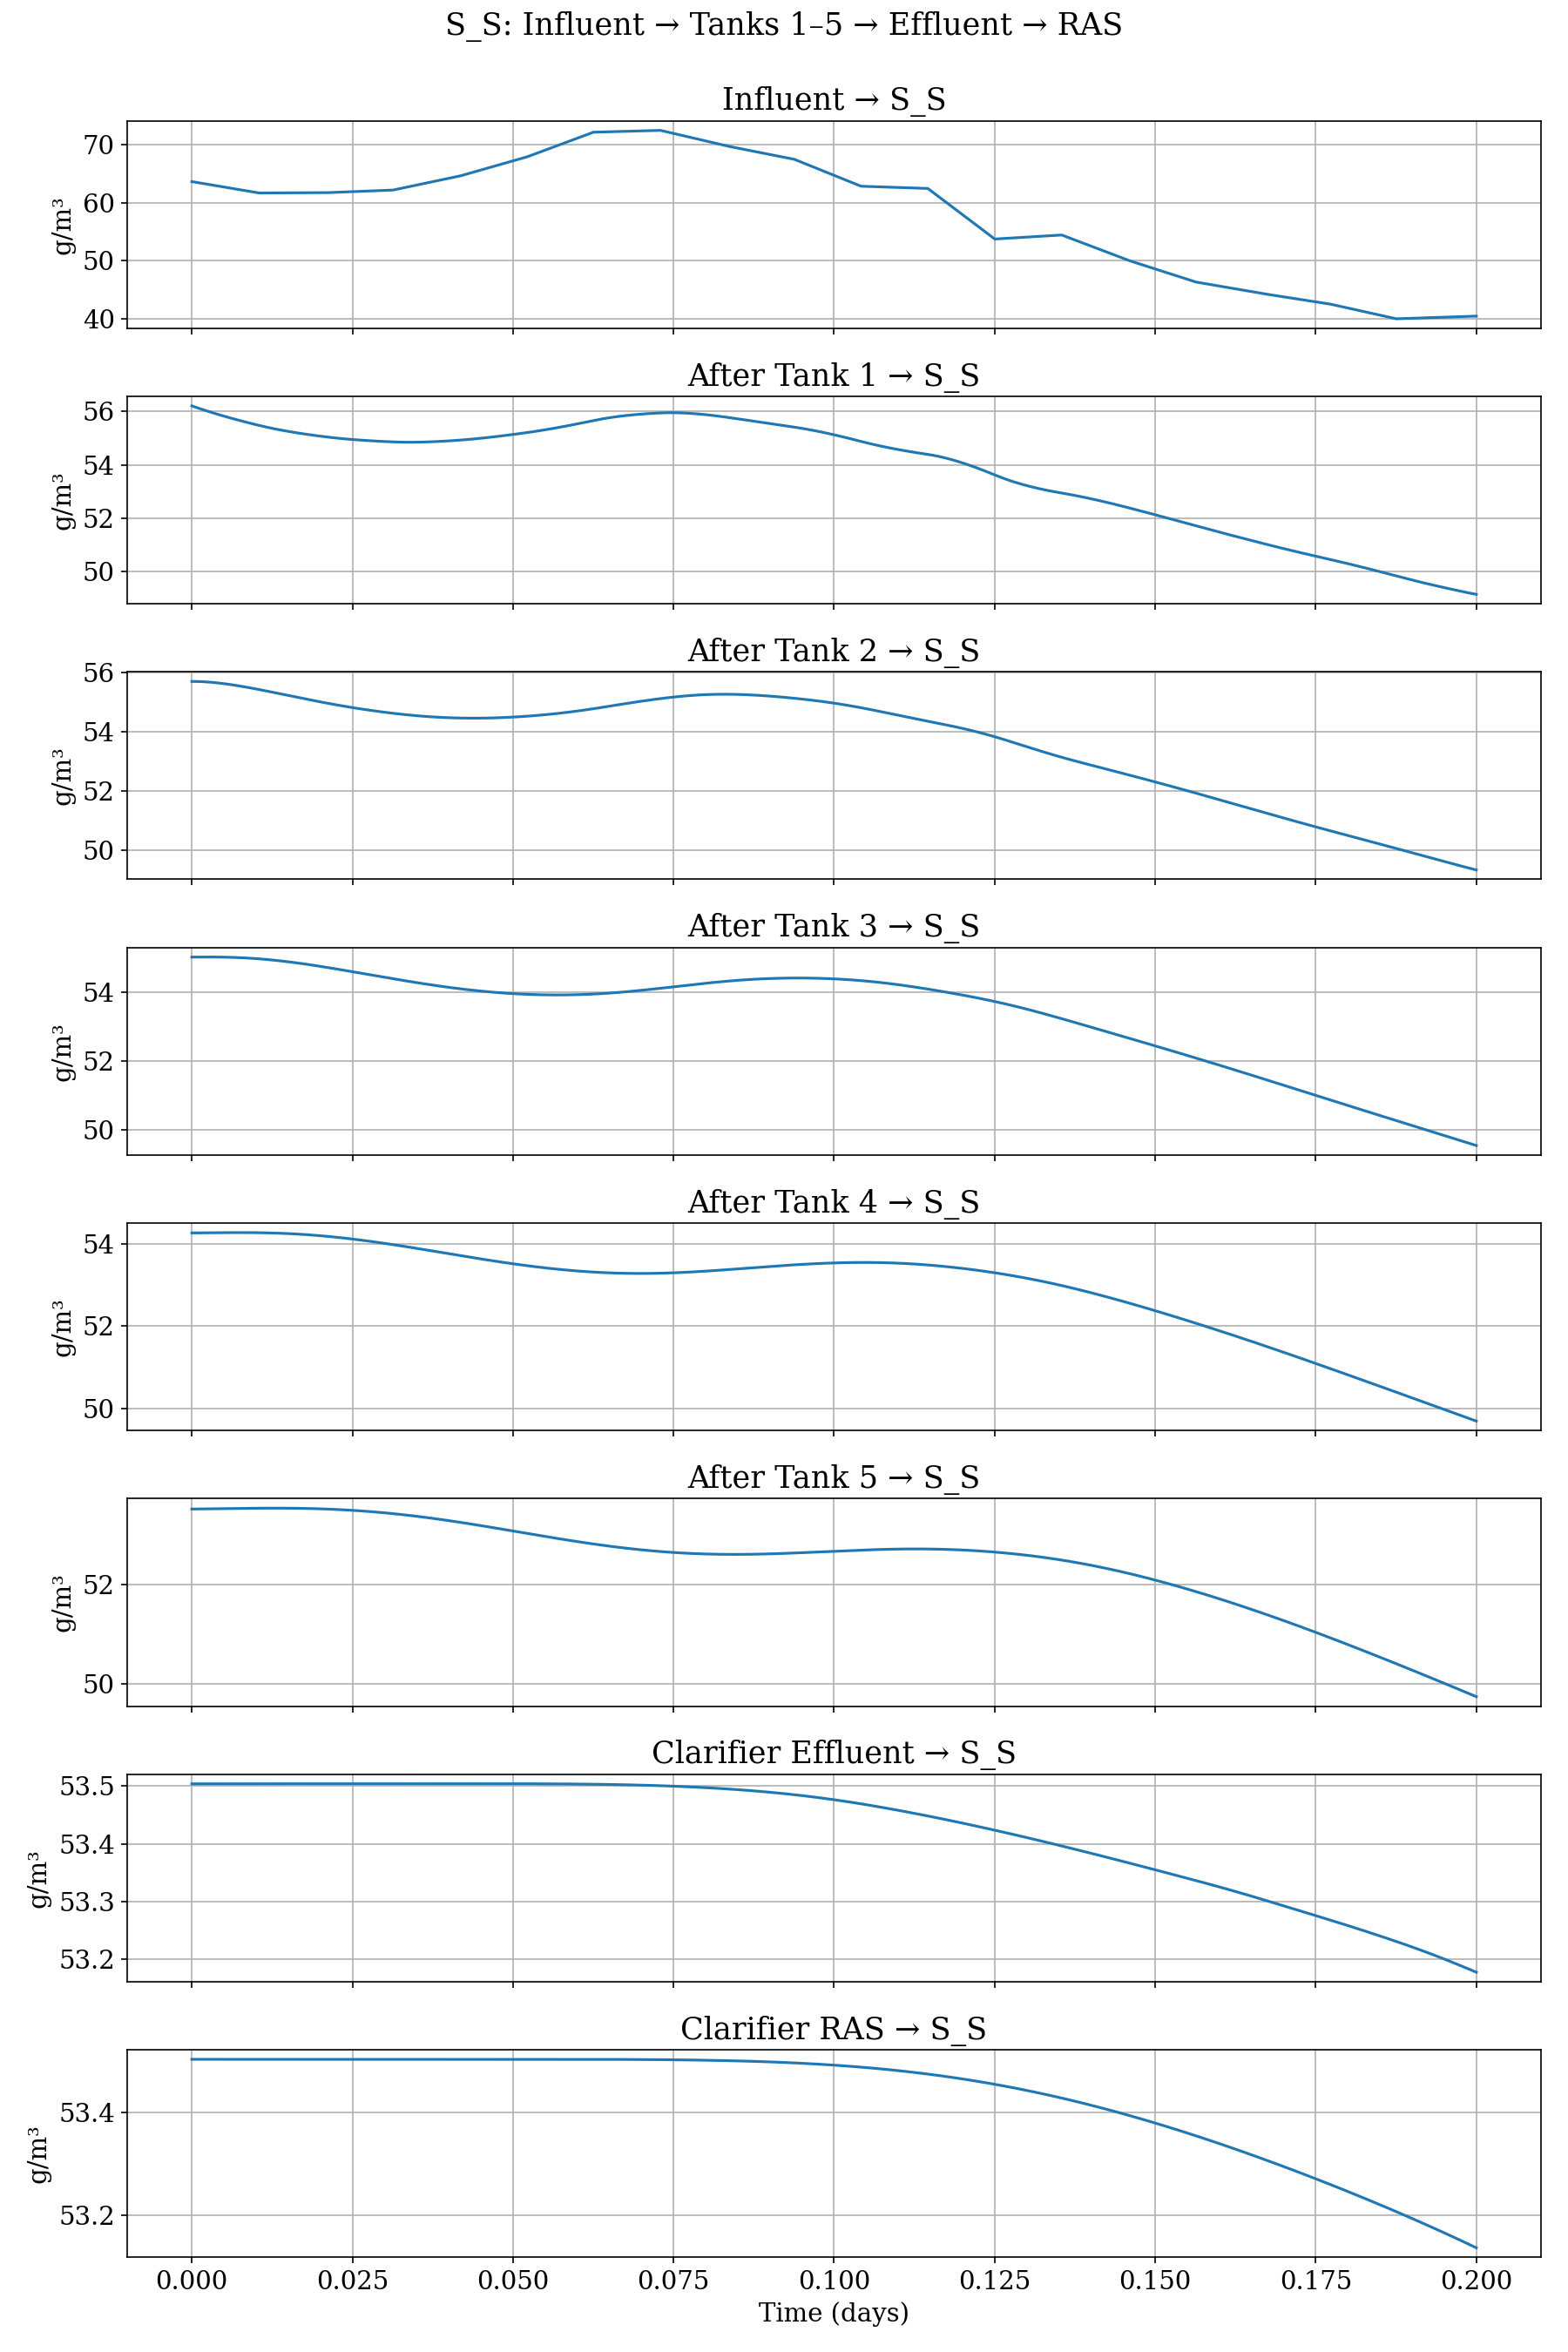 S_S: Influent → Tanks 1–5 → Effluent → RAS
Influent → S_S
g/m³
70
60
50
40
After Tank 1 → S_S
g/m³
56
54
52
50
After Tank 2 → S_S
g/m³
56
54
52
50
After Tank 3 → S_S
g/m³
54
52
50
After Tank 4 → S_S
g/m³
54
52
50
After Tank 5 → S_S
g/m³
52
50
Clarifier Effluent → S_S
g/m³
53.5
53.4
53.3
53.2
Clarifier RAS → S_S
g/m³
53.4
53.2
0.000 0.025 0.050 0.075 0.100 0.125 0.150 0.175 0.200
Time (days)